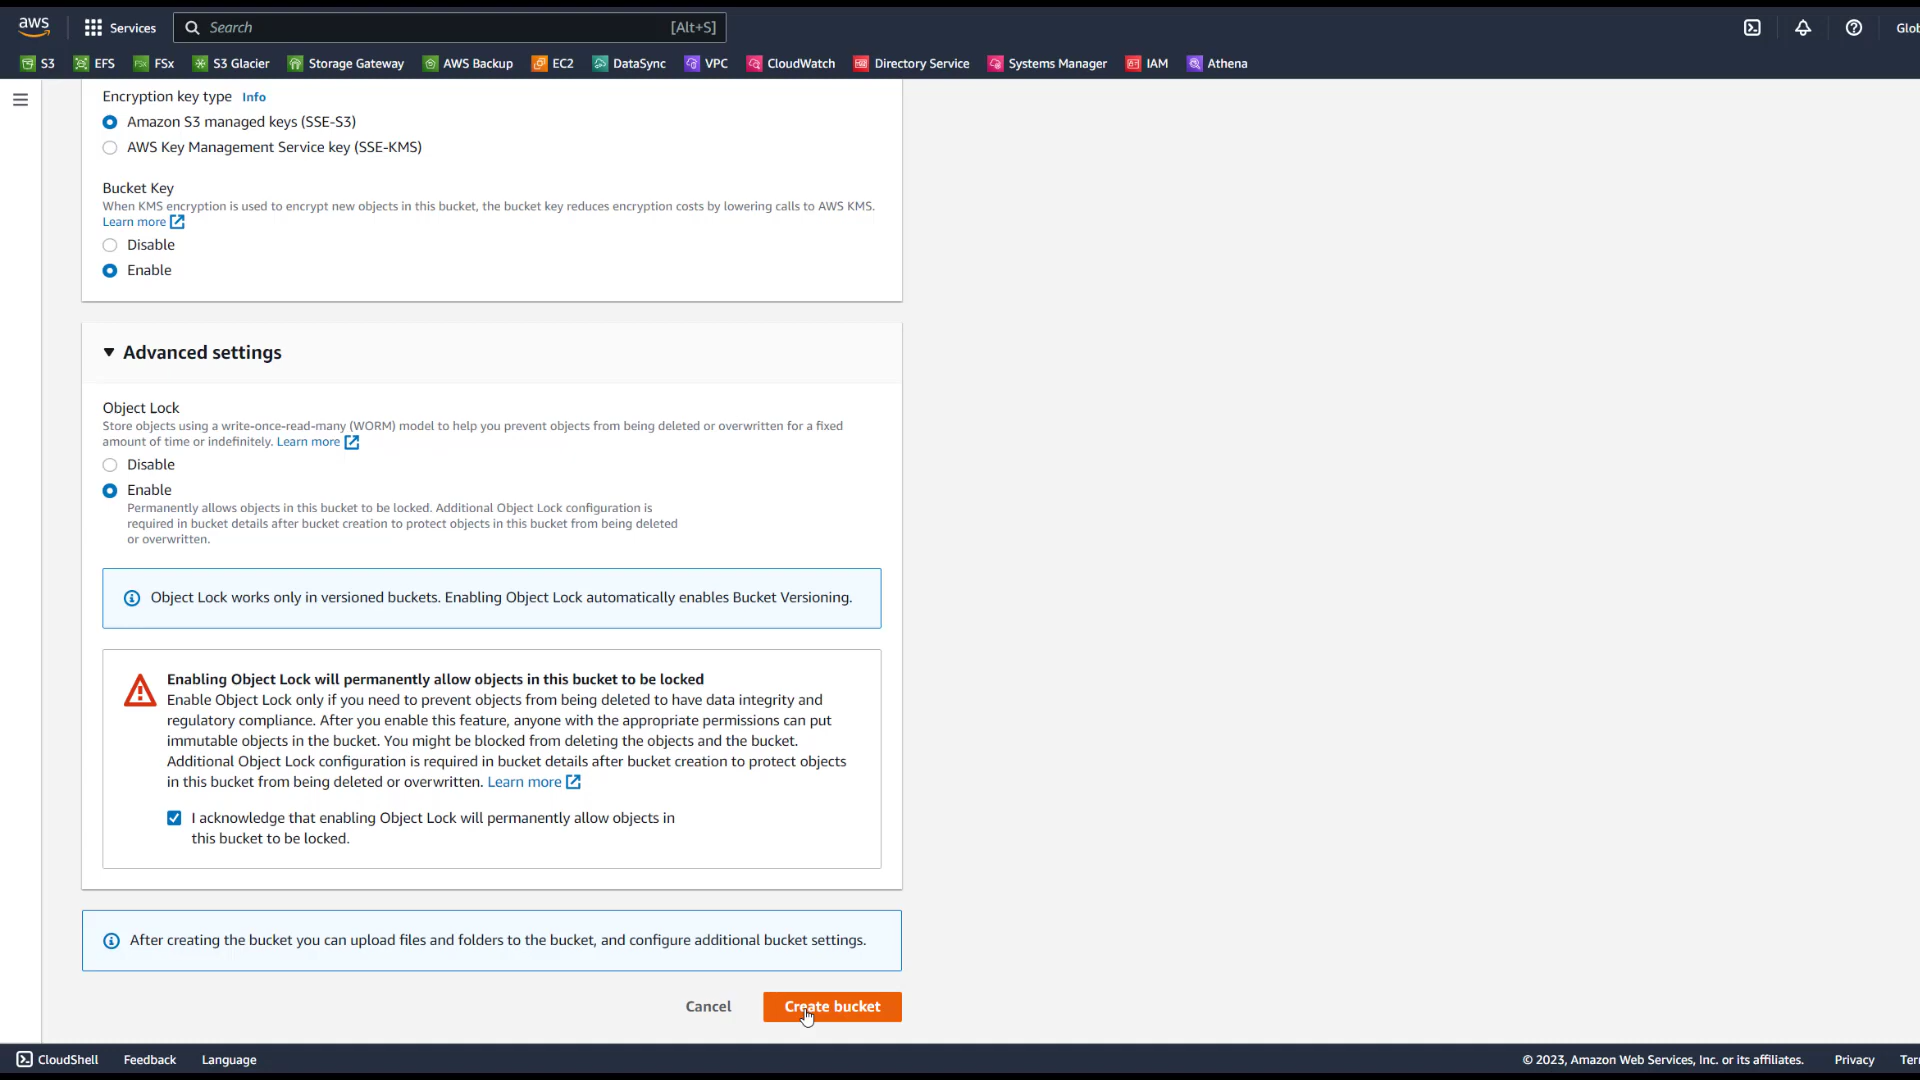 aws
Services
Search
[Alt+S]
Glob
S3
EFS
FSx
S3 Glacier
Storage Gateway
AWS Backup
EC2
DataSync
VPC
CloudWatch
Directory Service
Systems Manager
IAM
Athena
Encryption key type Info
Amazon S3 managed keys (SSE-S3)
AWS Key Management Service key (SSE-KMS)
Bucket Key
When KMS encryption is used to encrypt new objects in this bucket, the bucket key reduces encryption costs by lowering calls to AWS KMS.
Learn more
Disable
Enable
Advanced settings
Object Lock
Store objects using a write-once-read-many (WORM) model to help you prevent objects from being deleted or overwritten for a fixed
amount of time or indefinitely. Learn more
Disable
Enable
Permanently allows objects in this bucket to be locked. Additional Object Lock configuration is
required in bucket details after bucket creation to protect objects in this bucket from being deleted
or overwritten.
Object Lock works only in versioned buckets. Enabling Object Lock automatically enables Bucket Versioning.
Enabling Object Lock will permanently allow objects in this bucket to be locked
Enable Object Lock only if you need to prevent objects from being deleted to have data integrity and
regulatory compliance. After you enable this feature, anyone with the appropriate permissions can put
immutable objects in the bucket. You might be blocked from deleting the objects and the bucket.
Additional Object Lock configuration is required in bucket details after bucket creation to protect objects
in this bucket from being deleted or overwritten. Learn more
I acknowledge that enabling Object Lock will permanently allow objects in
this bucket to be locked.
After creating the bucket you can upload files and folders to the bucket, and configure additional bucket settings.
Cancel
Create bucket
CloudShell
Feedback
Language
© 2023, Amazon Web Services, Inc. or its affiliates.
Privacy
Ter